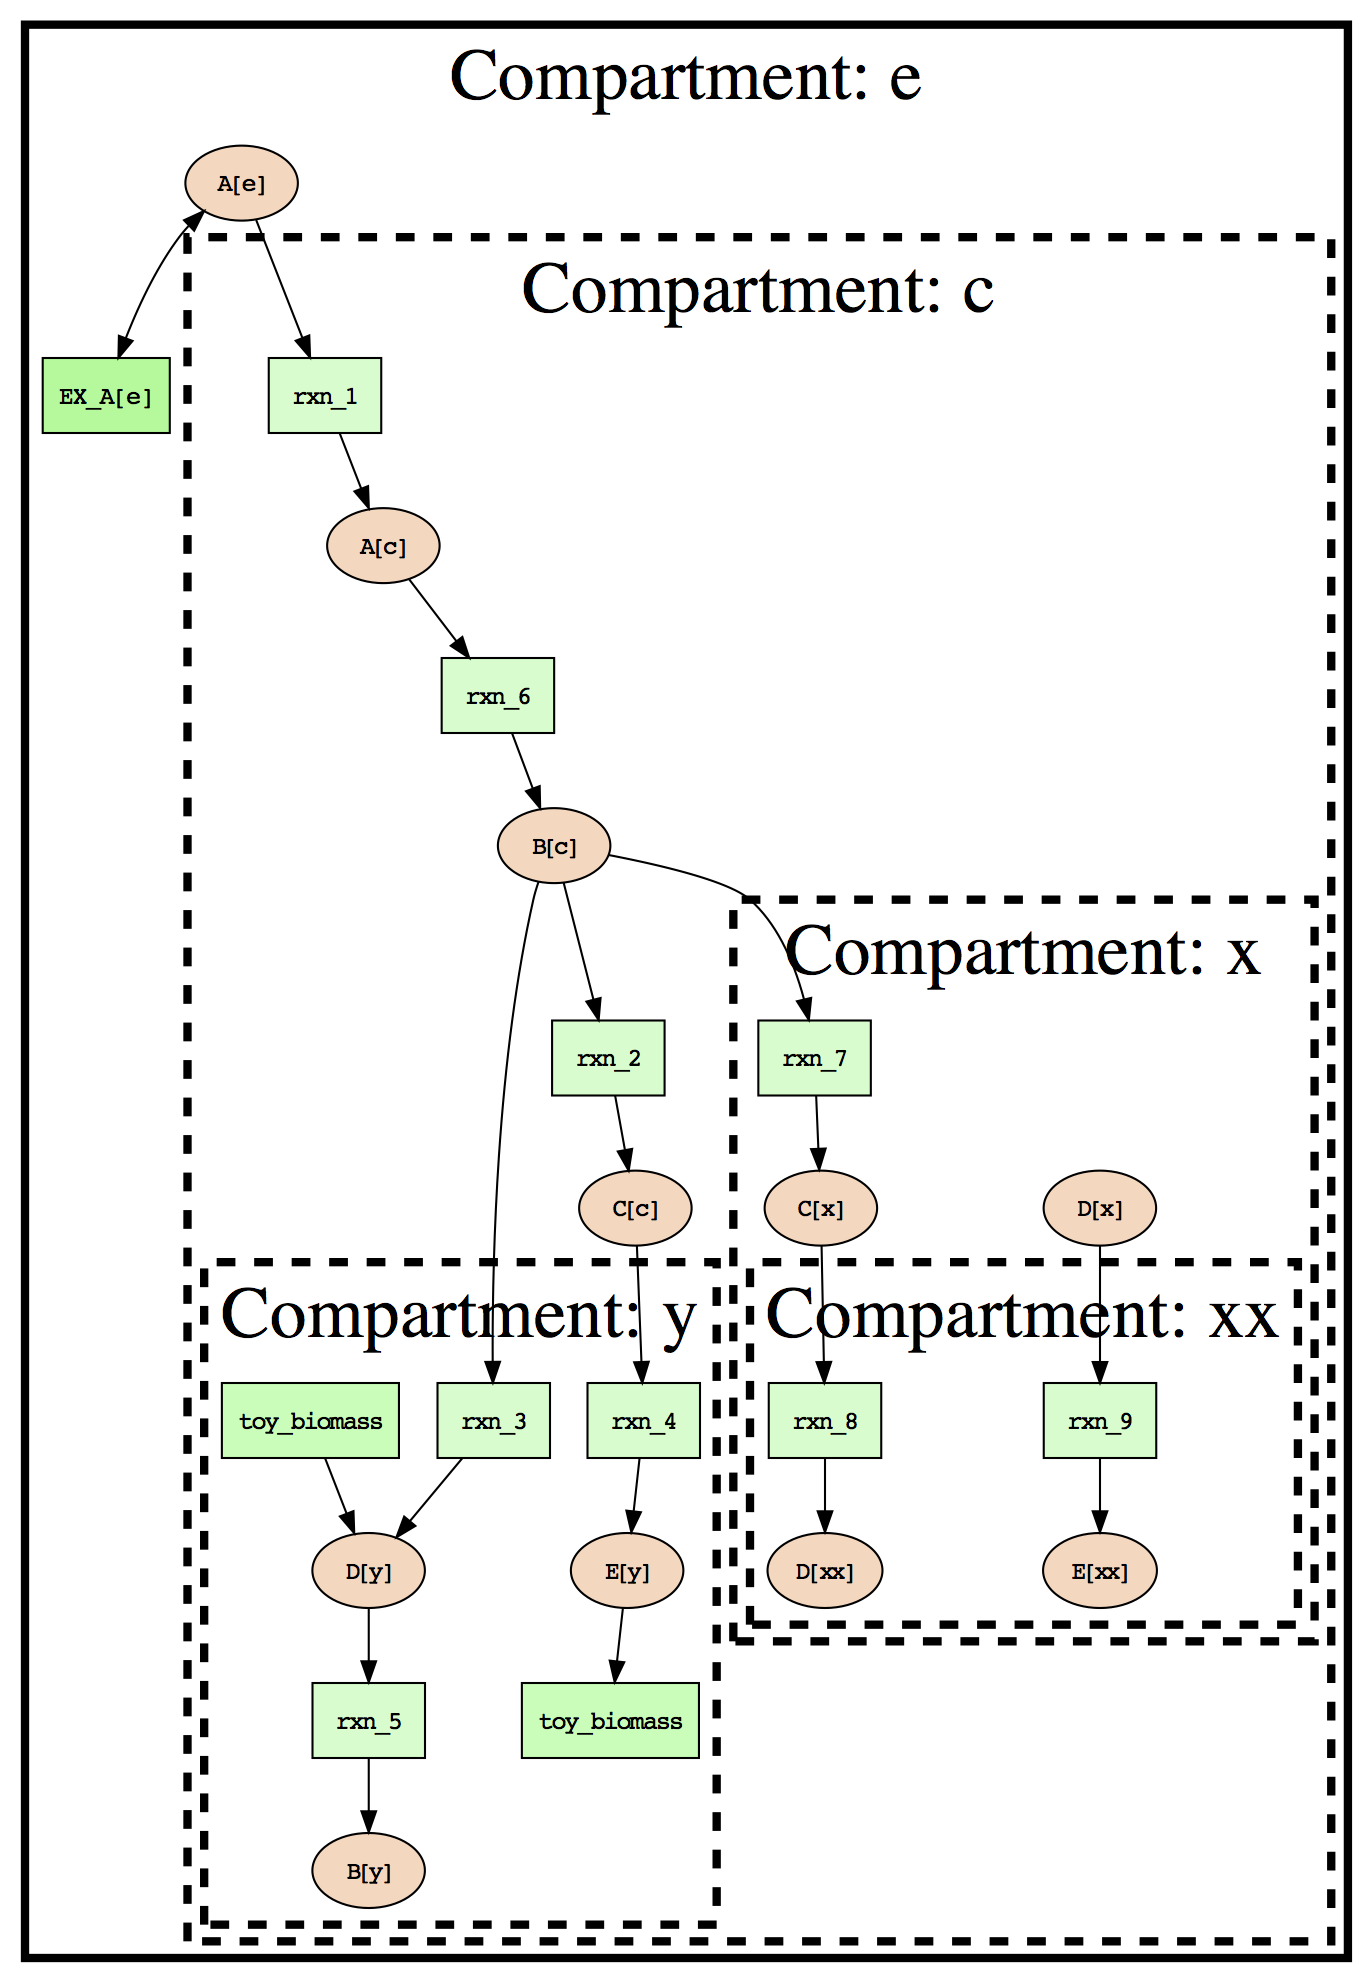 Compartment: e
A[e]
Compartment: c
EX_A[e]
rxn_1
A[c]
rxn_6
B[c]
Compartment: x
rxn_2
rxn_7
C[c]
C[x]
D[x]
Compartment: y
Compartment: xx
toy_biomass
rxn_3
rxn_4
rxn_8
rxn_9
D[y]
E[y]
D[xx]
E[xx]
rxn_5
toy_biomass
B[y]